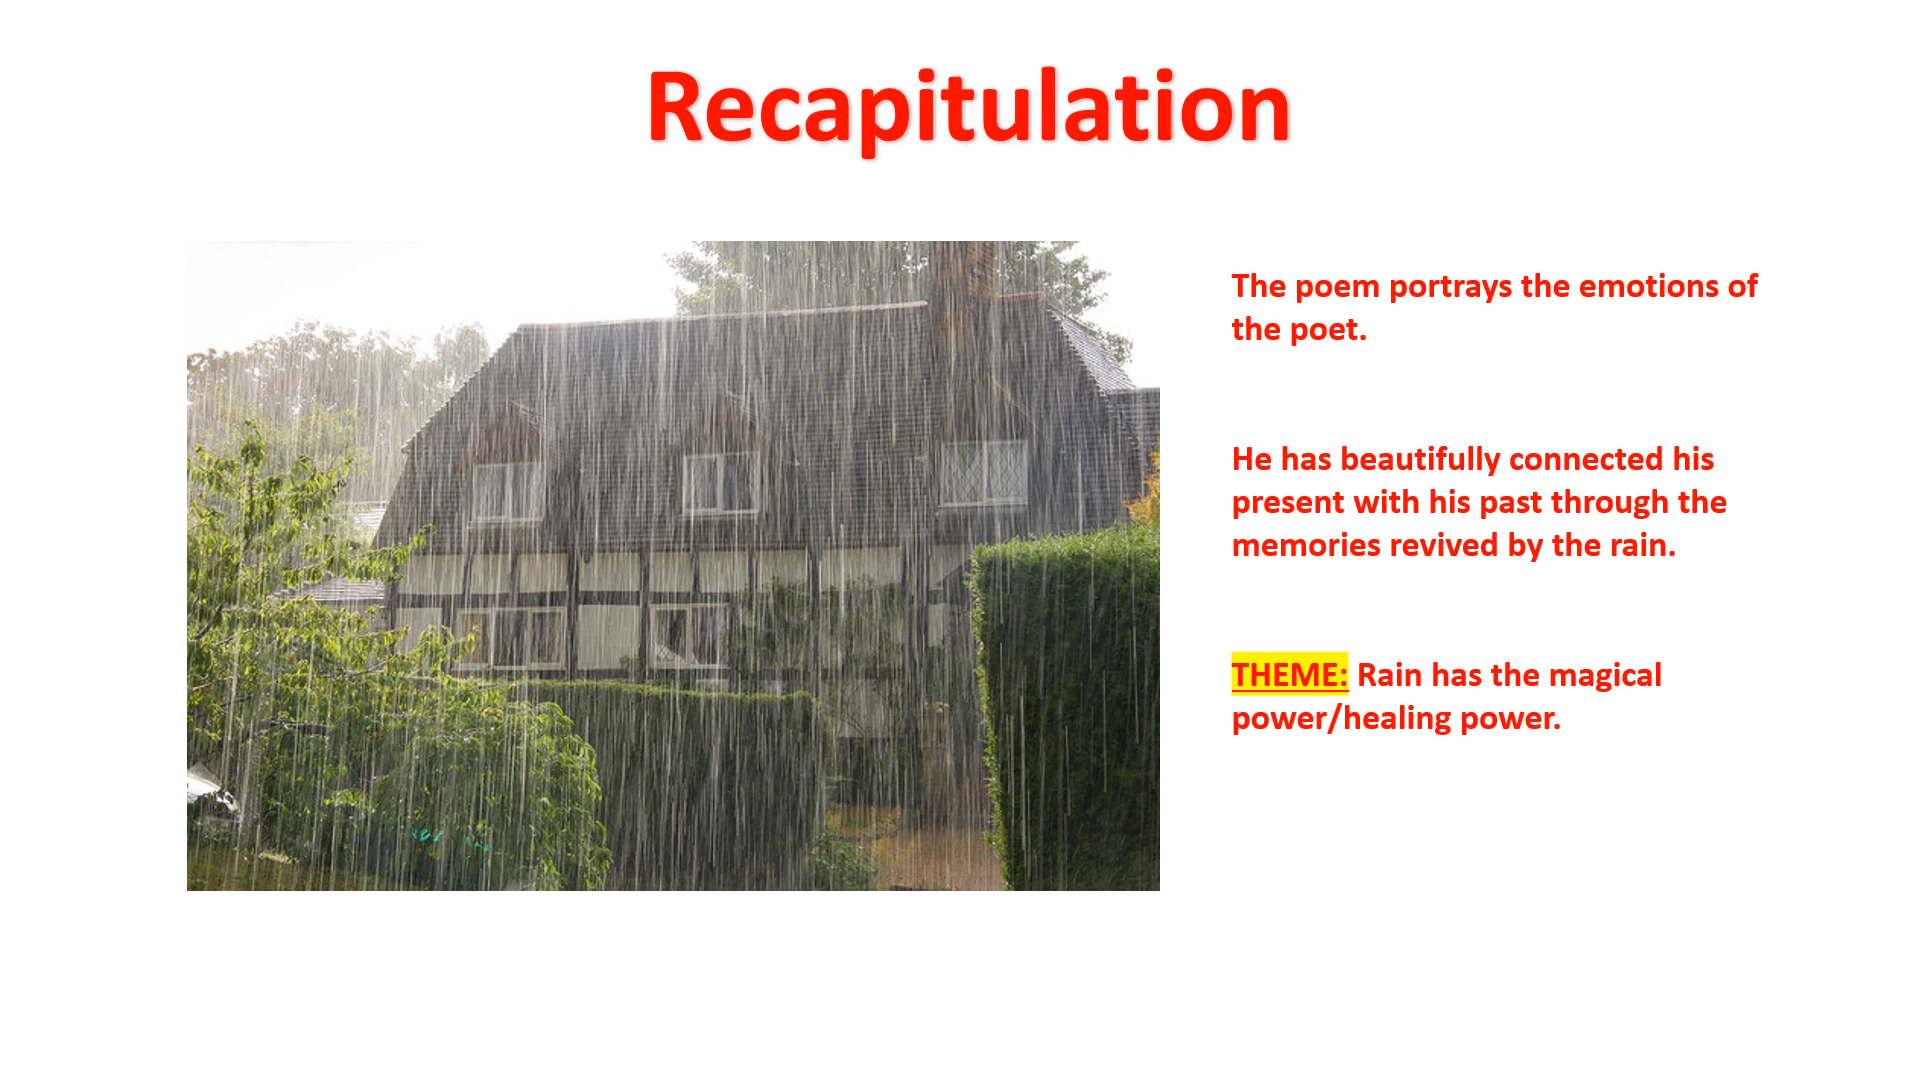 Recapitulation
The poem portrays the emotions of
the poet.
He has beautifully connected his
present with his past through the
memories revived by the rain.
THEME: Rain has the magical
power/healing power.